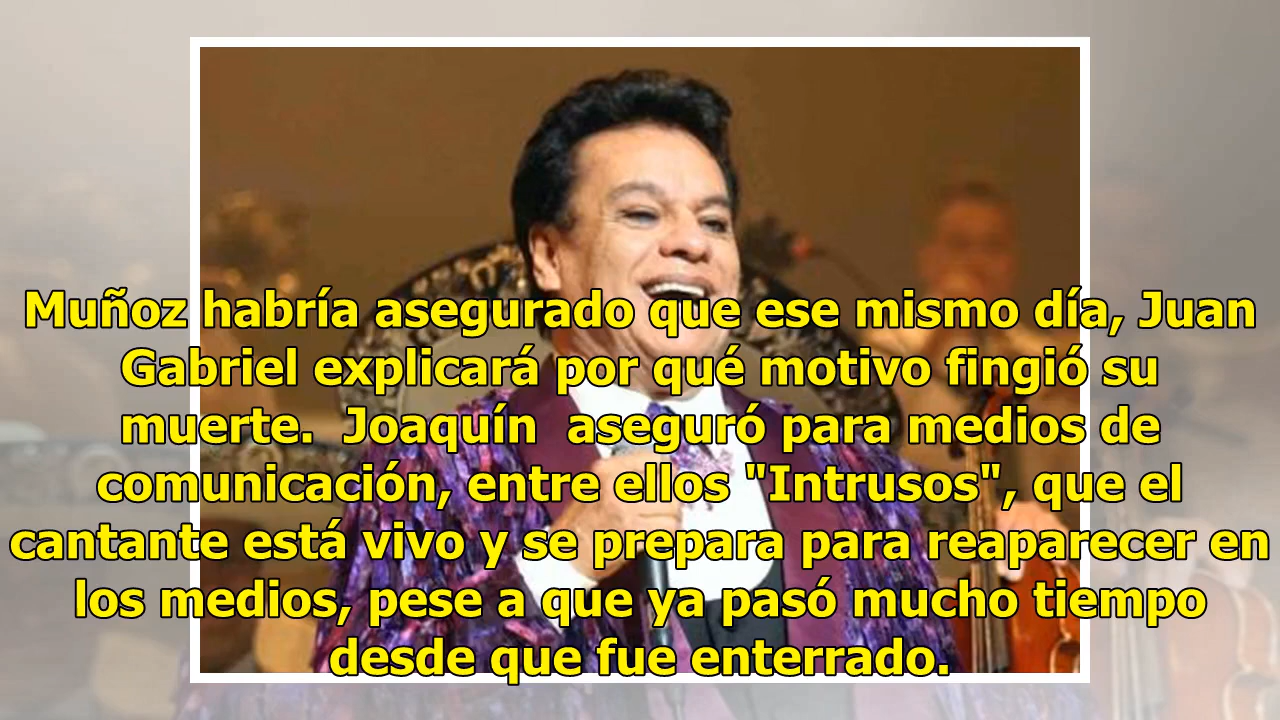 Muñoz habría asegurado que ese mismo día, Juan
Gabriel explicará por qué motivo fingió su
muerte.  Joaquín  aseguró para medios de
comunicación, entre ellos "Intrusos", que el
cantante está vivo y se prepara para reaparecer en
los medios, pese a que ya pasó mucho tiempo
desde que fue enterrado.